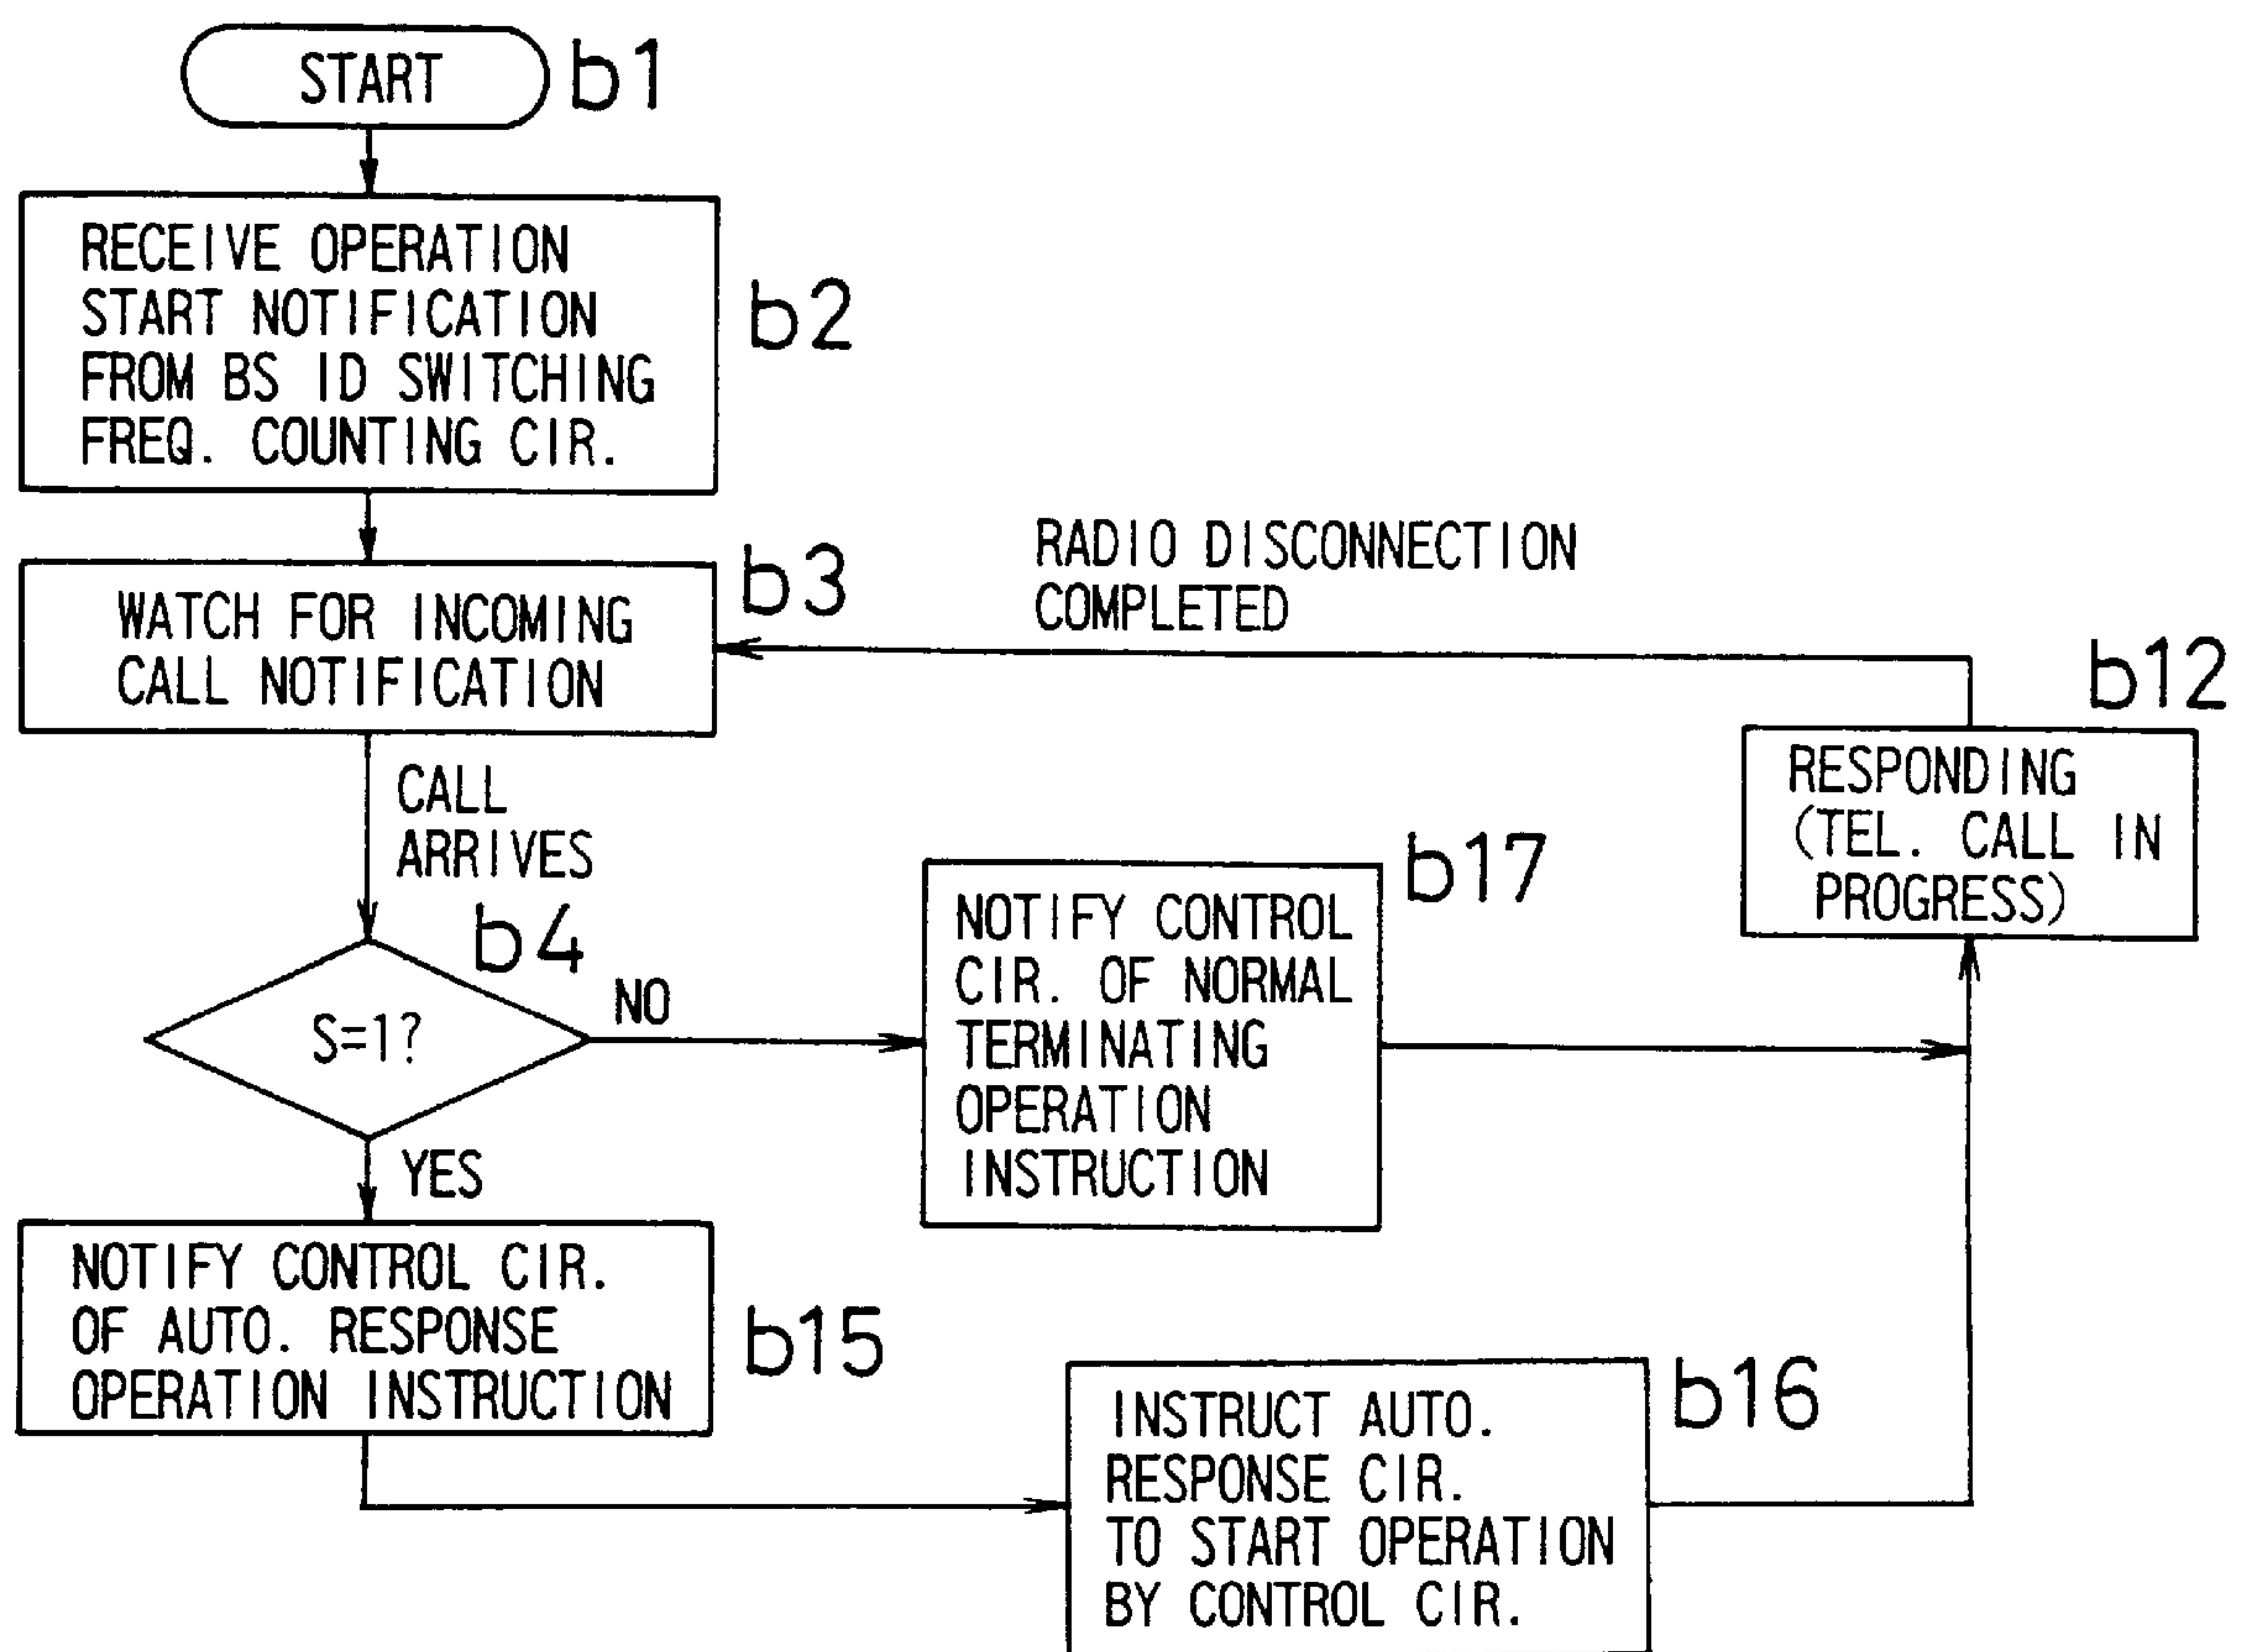 START
b1
RECEIVE OPERATION
START NOTIFICATION
FROM BS ID SWITCHING
FREQ. COUNTING CIR.
b2
WATCH FOR INCOMING
CALL NOTIFICATION
b3
RADIO DISCONNECTION
COMPLETED
b12
RESPONDING
(TEL. CALL IN
PROGRESS)
CALL
ARRIVES
b4
S=1?
NO
b17
NOTIFY CONTROL
CIR. OF NORMAL
TERMINATING
OPERATION
INSTRUCTION
YES
NOTIFY CONTROL CIR.
OF AUTO. RESPONSE
OPERATION INSTRUCTION
b15
INSTRUCT AUTO.
RESPONSE CIR.
TO START OPERATION
BY CONTROL CIR.
b16